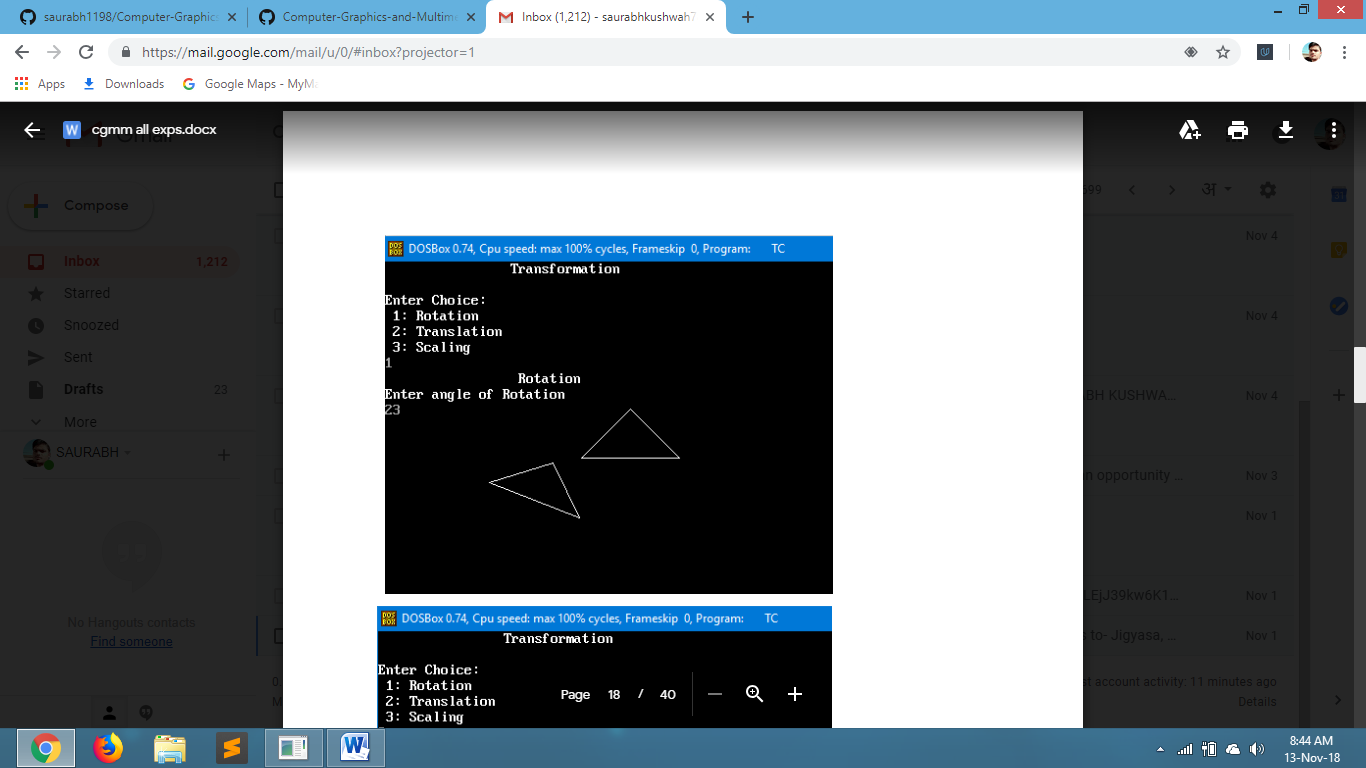 saurabh1198/Computer-Graphics
Computer-Graphics-and-Multime
Inbox (1,212) - saurabhkushwah7
https://mail.google.com/mail/u/0/#inbox?projector=1
Apps
Downloads
Google Maps - MyMa
cgmm all exps.docx
Gmail
Compose
699
अ
Inbox 1,212
Starred
Snoozed
Sent
Drafts 23
More
SAURABH
No Hangouts contacts
Find someone
DOSBox 0.74, Cpu speed: max 100% cycles, Frameskip 0, Program: TC
Transformation
Enter Choice:
1: Rotation
2: Translation
3: Scaling
1
Rotation
Enter angle of Rotation
23
DOSBox 0.74, Cpu speed: max 100% cycles, Frameskip 0, Program: TC
Transformation
Enter Choice:
1: Rotation
2: Translation
3: Scaling
Page 18 / 40
Nov 4
Nov 4
BH KUSHWA... Nov 4
n opportunity ... Nov 3
Nov 1
LEjJ39kw6K1... Nov 1
s to- Jigyasa, ... Nov 1
st account activity: 11 minutes ago
Details
8:44 AM
13-Nov-18